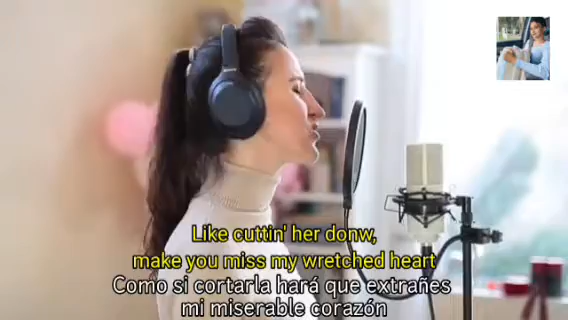 Like cuttin' her donw,
make you miss my wretched heart
Como si cortarla hará que extrañes
mi miserable corazón